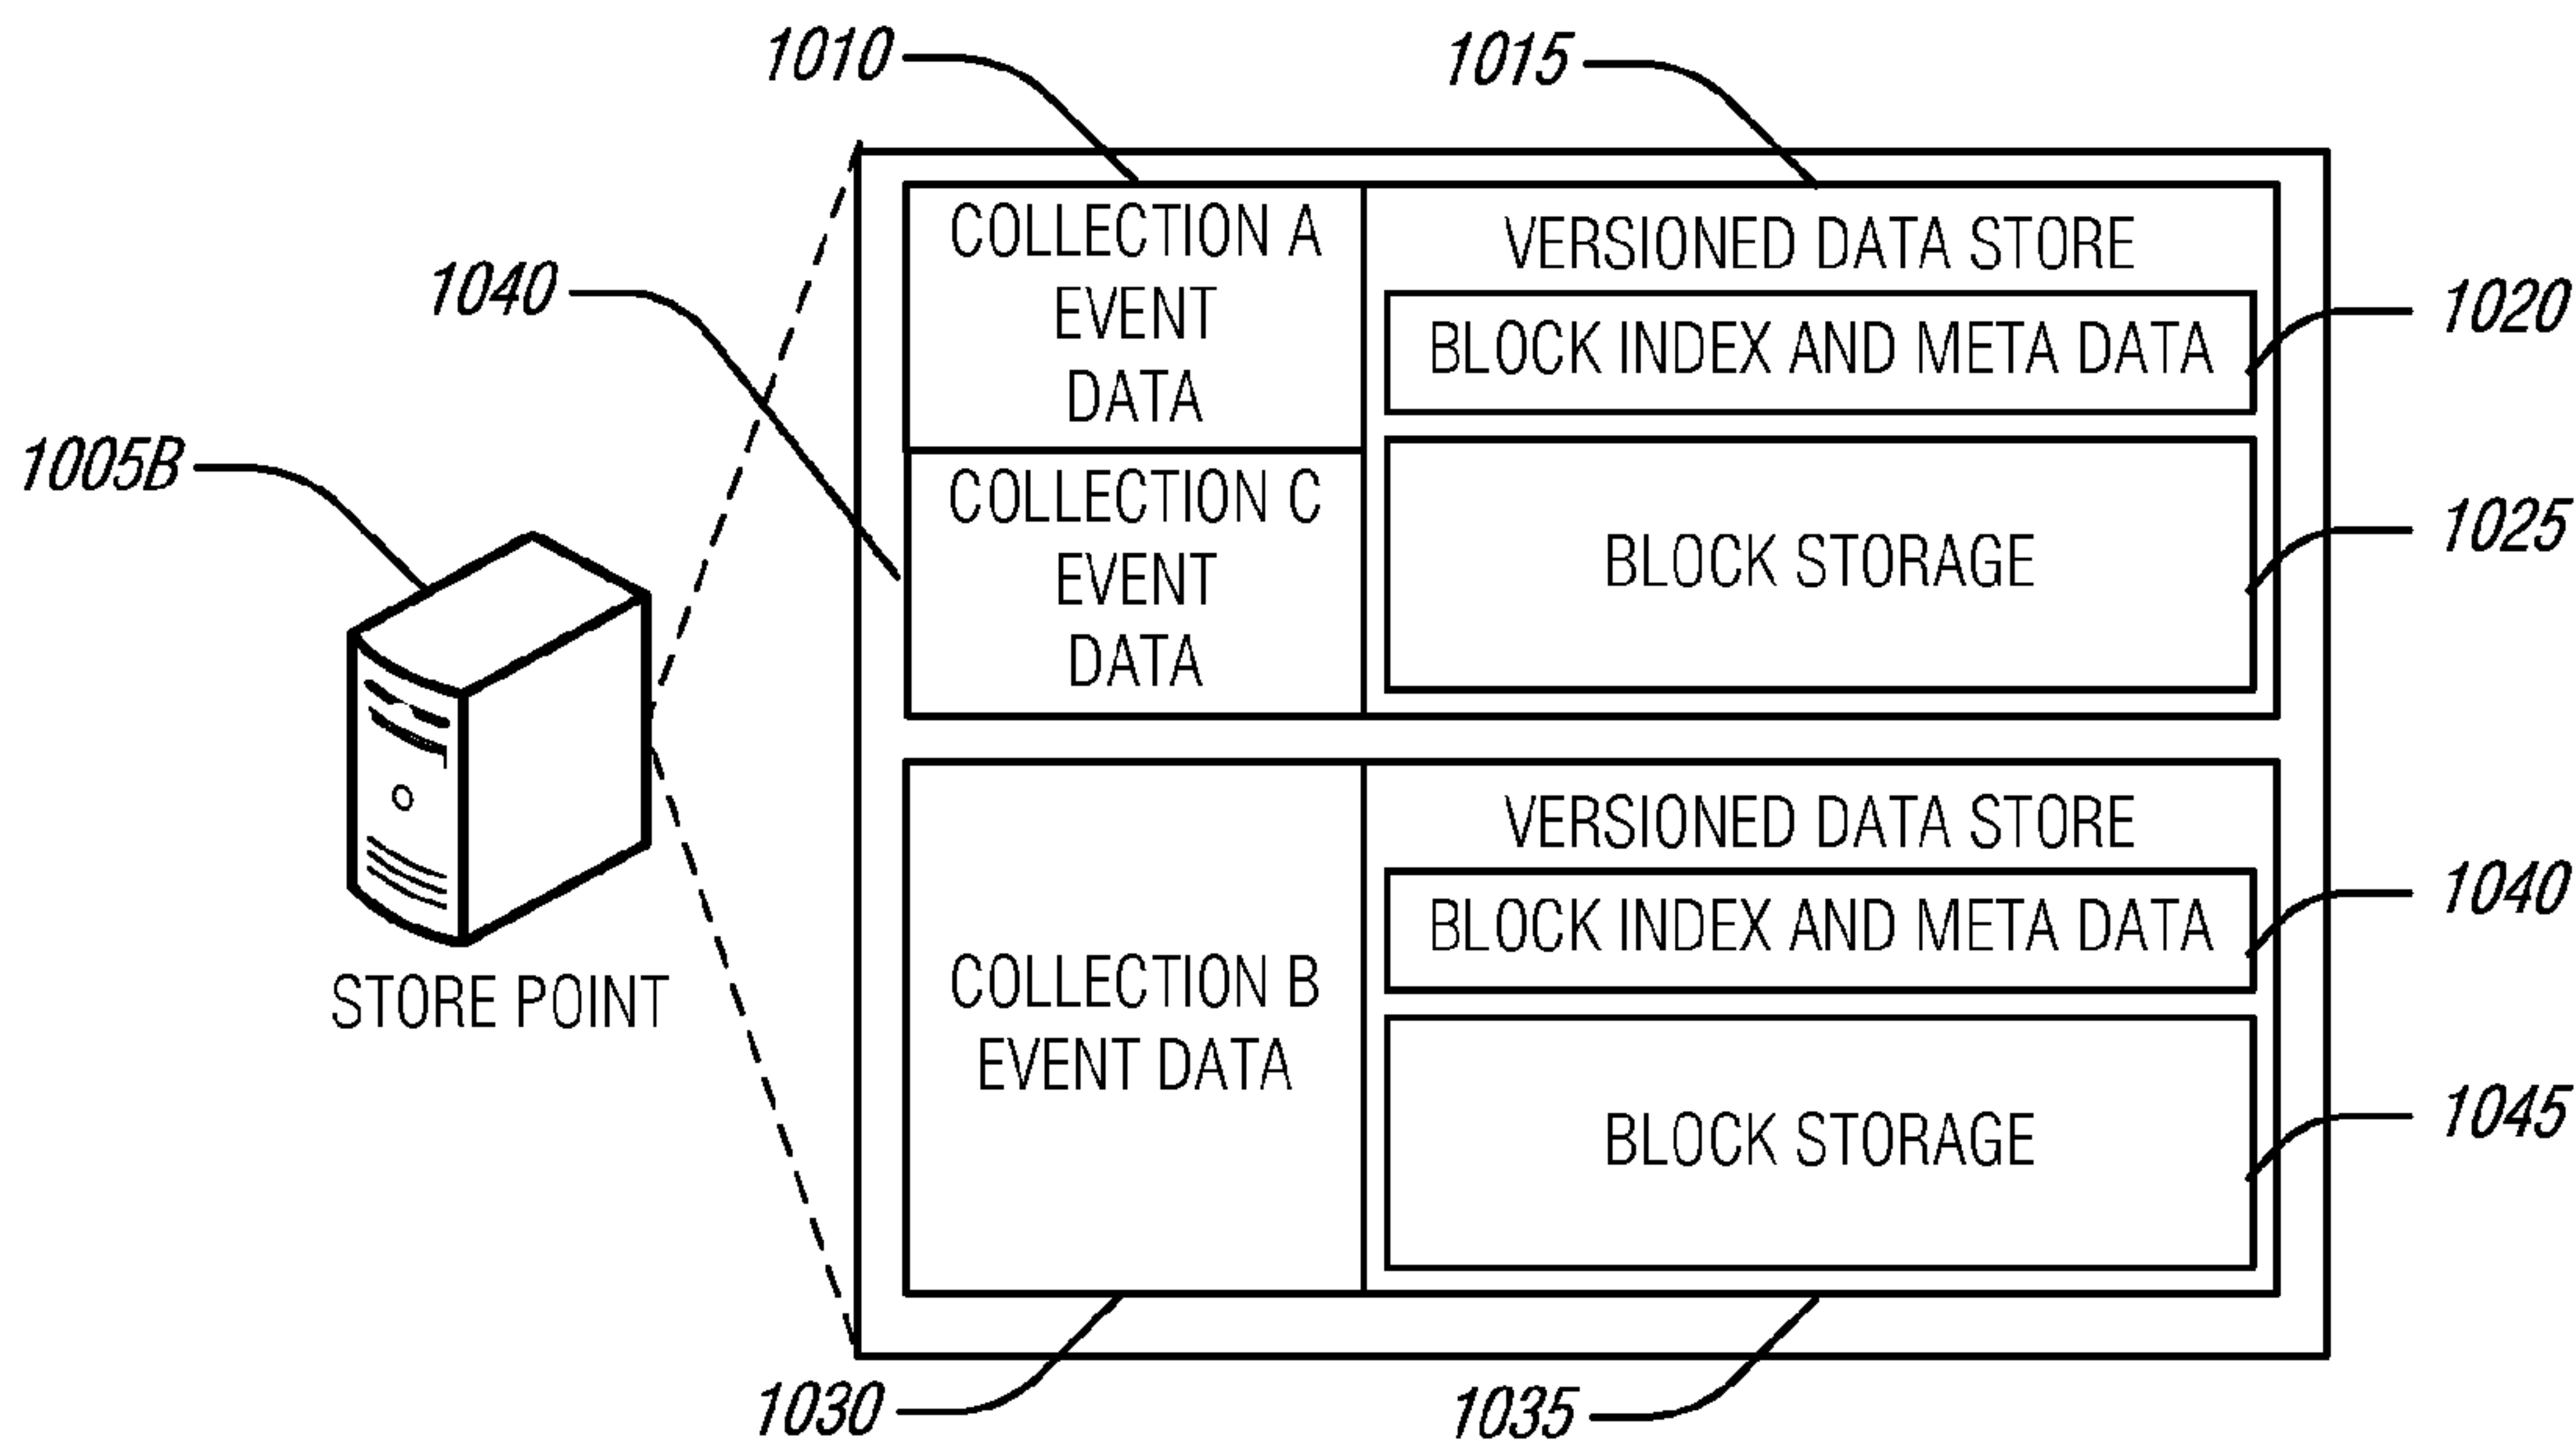 1010
1015
COLLECTION A
EVENT
DATA
VERSIONED DATA STORE
1040
BLOCK INDEX AND META DATA
1020
1005B
COLLECTION C
EVENT
DATA
BLOCK STORAGE
1025
STORE POINT
VERSIONED DATA STORE
BLOCK INDEX AND META DATA
1040
COLLECTION B
EVENT DATA
BLOCK STORAGE
1045
1030
1035